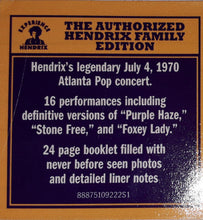 EXPERIENCE
HENDRIX
THE AUTHORIZED
HENDRIX FAMILY
EDITION
Hendrix's legendary July 4, 1970
Atlanta Pop concert.
16 performances including
definitive versions of "Purple Haze,"
"Stone Free," and "Foxey Lady."
24 page booklet filled with
never before seen photos
and detailed liner notes
888751092251